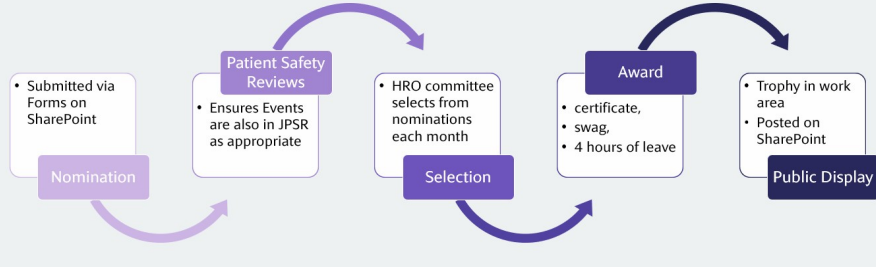 • Submitted via
Forms on
SharePoint
Nomination
Patient Safety
Reviews
• Ensures Events
are also in JPSR
as appropriate
• HRO committee
selects from
nominations
each month
Selection
Award
• certificate,
• swag,
• 4 hours of leave
• Trophy in work
area
• Posted on
SharePoint
Public Display